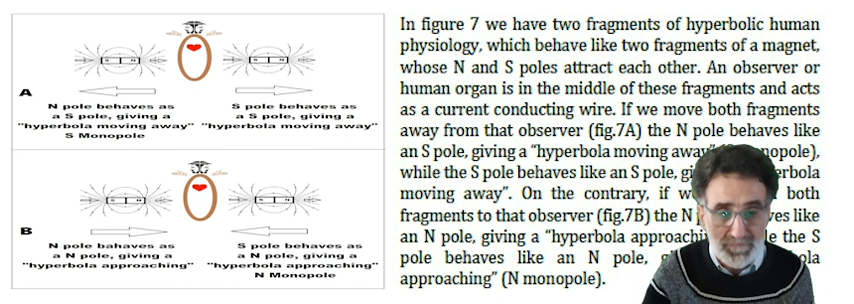 S N
S N
A
N pole behaves as
a S pole, giving a
"hyperbola moving away"
S Monopole
S pole behaves as
a S pole, giving a
"hyperbola moving away"
S N
S N
B
N pole bahaves as
a N pole, giving a
"hyperbola approaching"
S pole behaves as
a N pole, giving a
"hyperbola approaching"
N Monopole
In figure 7 we have two fragments of hyperbolic human
physiology, which behave like two fragments of a magnet,
whose N and S poles attract each other. An observer or
human organ is in the middle of these fragments and acts
as a current conducting wire. If we move both fragments
away from that observer (fig.7A) the N pole behaves like
an S pole, giving a "hyperbola moving away"
while the S pole behaves like an S pole,
moving away". On the contrary, if both
fragments to that observer (fig.7B) the N like
an N pole, giving a "hyperbola the S
pole behaves like an N pole,
approaching" (N monopole).